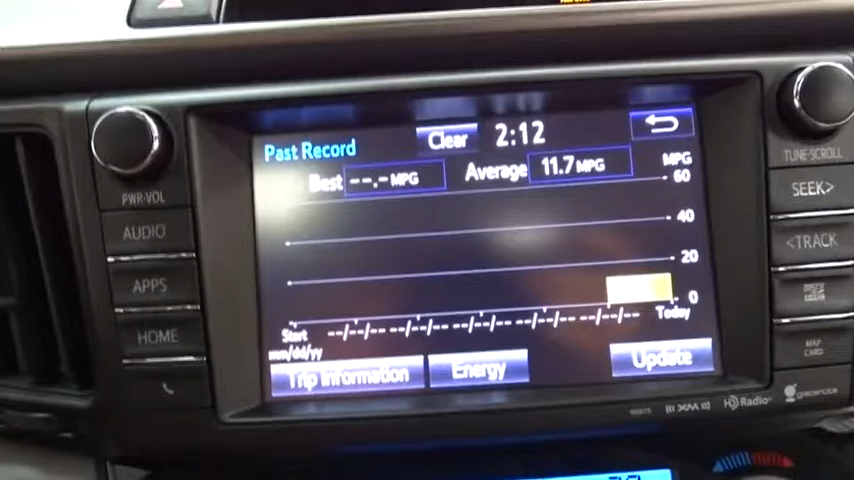 Past Record
Clear
2:12
Best --.- MPG
Average 11.7 MPG
MPG
60
40
20
0
Start
--/--/-- --/--/-- --/--/-- --/--/-- --/--/--
Today
mm/dd/yy
Trip Information
Energy
Update
PWR·VOL
AUDIO
APPS
HOME
TUNE·SCROLL
SEEK>
<TRACK
MAP
CARD
((XM))
HD Radio
gracenote